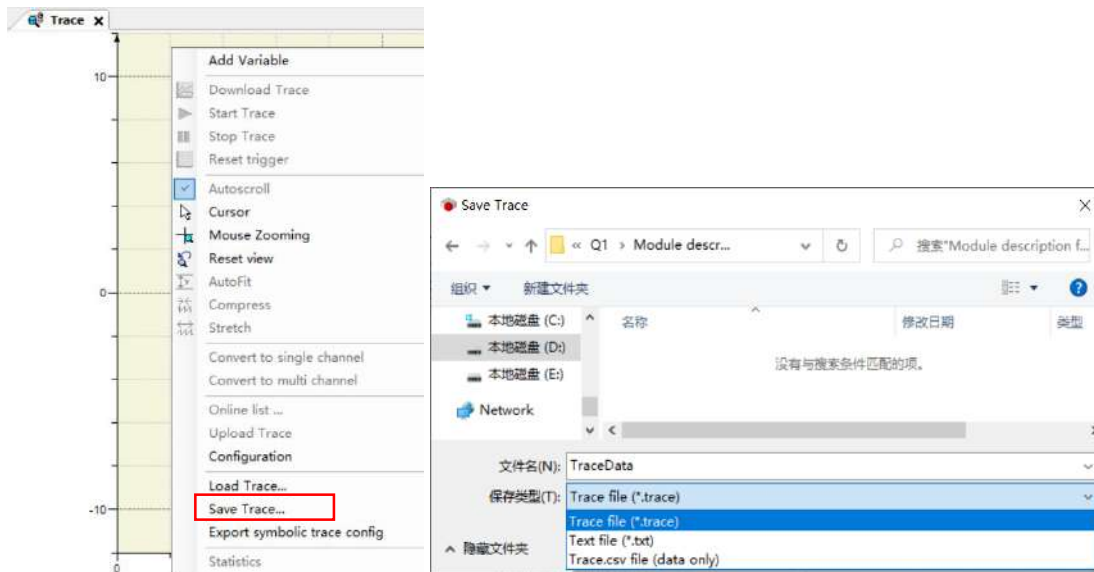 Trace
10
0
-10
0
Add Variable
Download Trace
Start Trace
Stop Trace
Reset trigger
Autoscroll
Cursor
Mouse Zooming
Reset view
AutoFit
Compress
Stretch
Convert to single channel
Convert to multi channel
Online list ...
Upload Trace
Configuration
Load Trace...
Save Trace...
Export symbolic trace config
Statistics
Save Trace
« Q1 › Module descr...
搜索"Module description f...
组织 新建文件夹
本地磁盘 (C:)
本地磁盘 (D:)
本地磁盘 (E:)
Network
名称 修改日期 类型
没有与搜索条件匹配的项。
文件名(N): TraceData
保存类型(T): Trace file (*.trace)
Trace file (*.trace)
Text file (*.txt)
Trace.csv file (data only)
隐藏文件夹